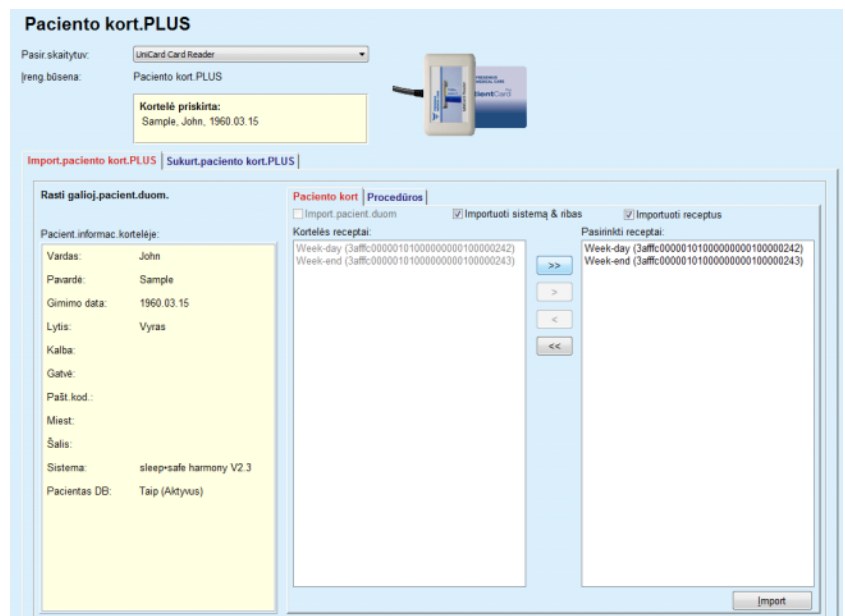 Paciento kort.PLUS
Pasir.skaitytuv: UniCard Card Reader
Įreng.būsena: Paciento kort.PLUS
Kortelė priskirta:
Sample, John, 1960.03.15
Import.paciento kort.PLUS Sukurt.paciento kort.PLUS
Rasti galioj.pacient.duom.
Pacient.informac.kortelėje:
Vardas: John
Pavardė: Sample
Gimimo data: 1960.03.15
Lytis: Vyras
Kalba:
Gatvė:
Pašt.kod.:
Miest:
Šalis:
Sistema: sleep•safe harmony V2.3
Pacientas DB: Taip (Aktyvus)
Paciento kort Procedūros
Import.pacient.duom Importuoti sistemą & ribas Importuoti receptus
Kortelės receptai:
Week-day (3afffc00000101000000000100000242)
Week-end (3afffc00000101000000000100000243)
>>
>
<
<<
Pasirinkti receptai:
Week-day (3afffc00000101000000000100000242)
Week-end (3afffc00000101000000000100000243)
Import